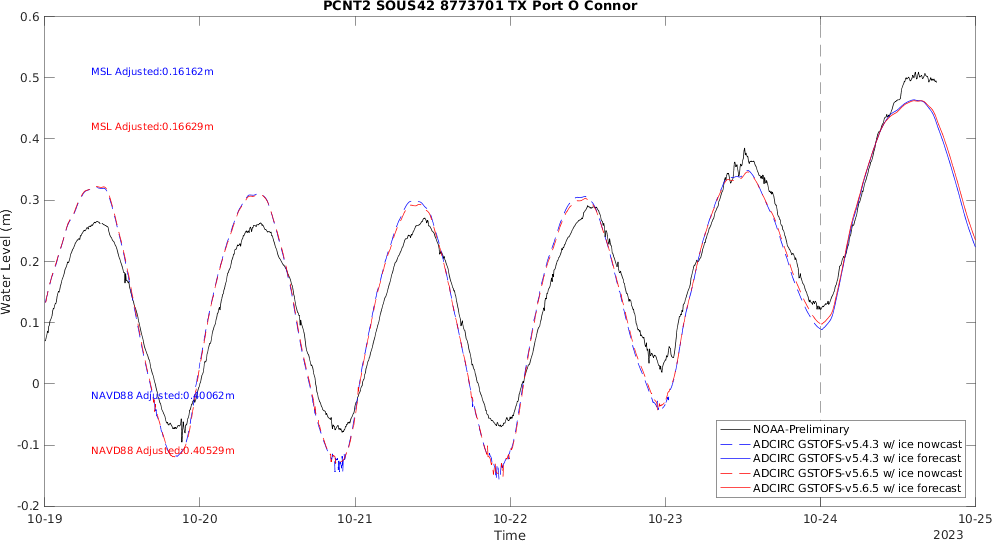 PCNT2 SOUS42 8773701 TX Port O Connor
0.6
0.5
0.4
0.3
0.2
0.1
0
-0.1
-0.2
Water Level (m)
MSL Adjusted:0.16162m
MSL Adjusted:0.16629m
NAVD88 Adjusted:0.40062m
NAVD88 Adjusted:0.40529m
NOAA-Preliminary
ADCIRC GSTOFS-v5.4.3 w/ ice nowcast
ADCIRC GSTOFS-v5.4.3 w/ ice forecast
ADCIRC GSTOFS-v5.6.5 w/ ice nowcast
ADCIRC GSTOFS-v5.6.5 w/ ice forecast
10-19 10-20 10-21 10-22 10-23 10-24 10-25
Time
2023